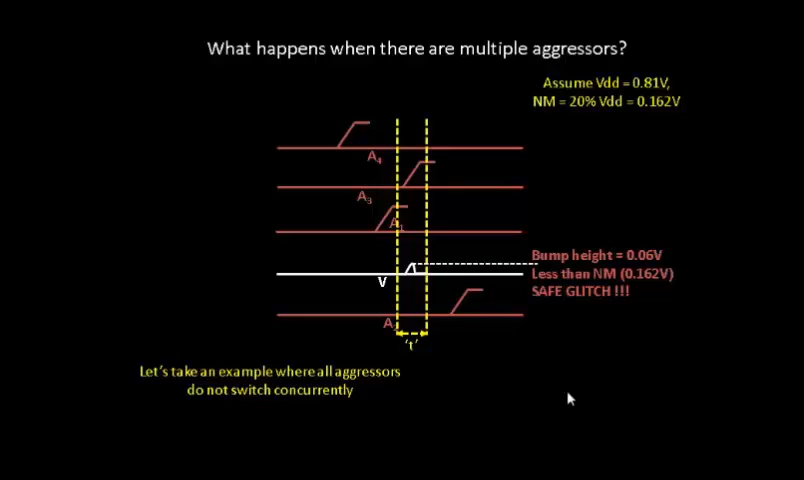 What happens when there are multiple aggressors?
Assume Vdd = 0.81V,
NM = 20% Vdd = 0.162V
A4
A3
A1
Bump height = 0.06V
Less than NM (0.162V)
SAFE GLITCH !!!
V
A
't'
Let's take an example where all aggressors
do not switch concurrently